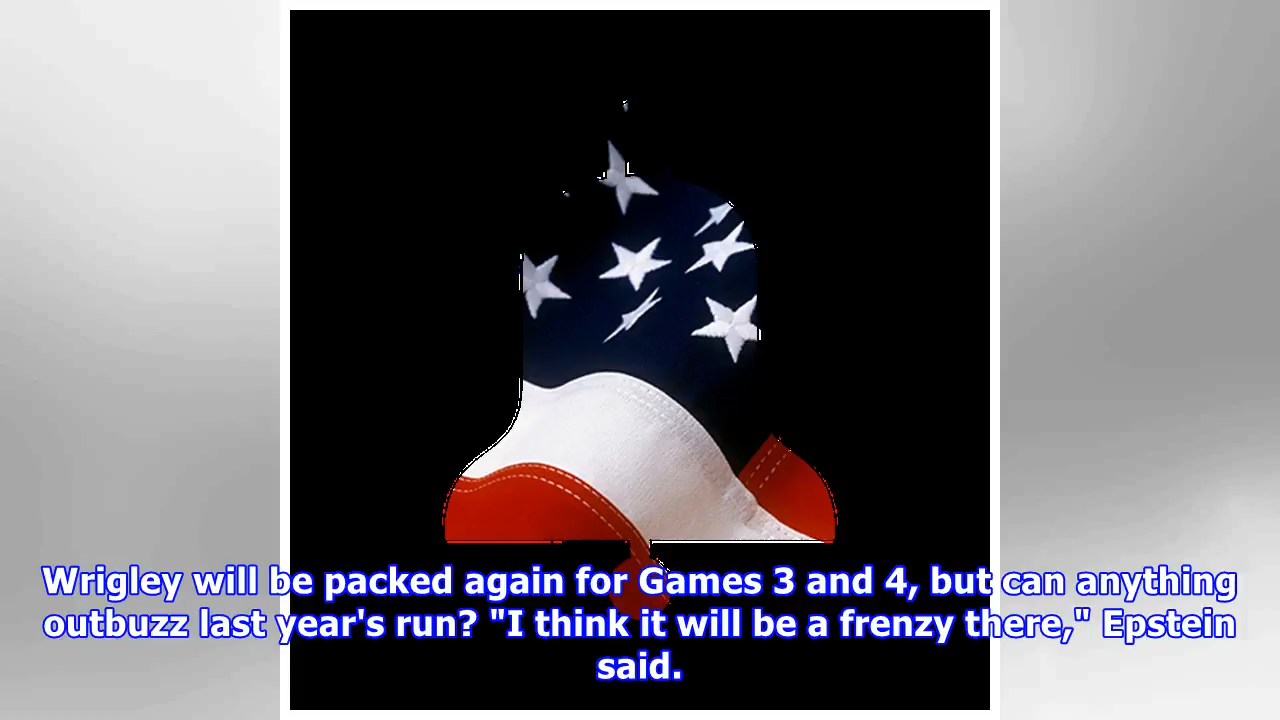 Wrigley will be packed again for Games 3 and 4, but can anything
outbuzz last year's run? "I think it will be a frenzy there," Epstein
said.